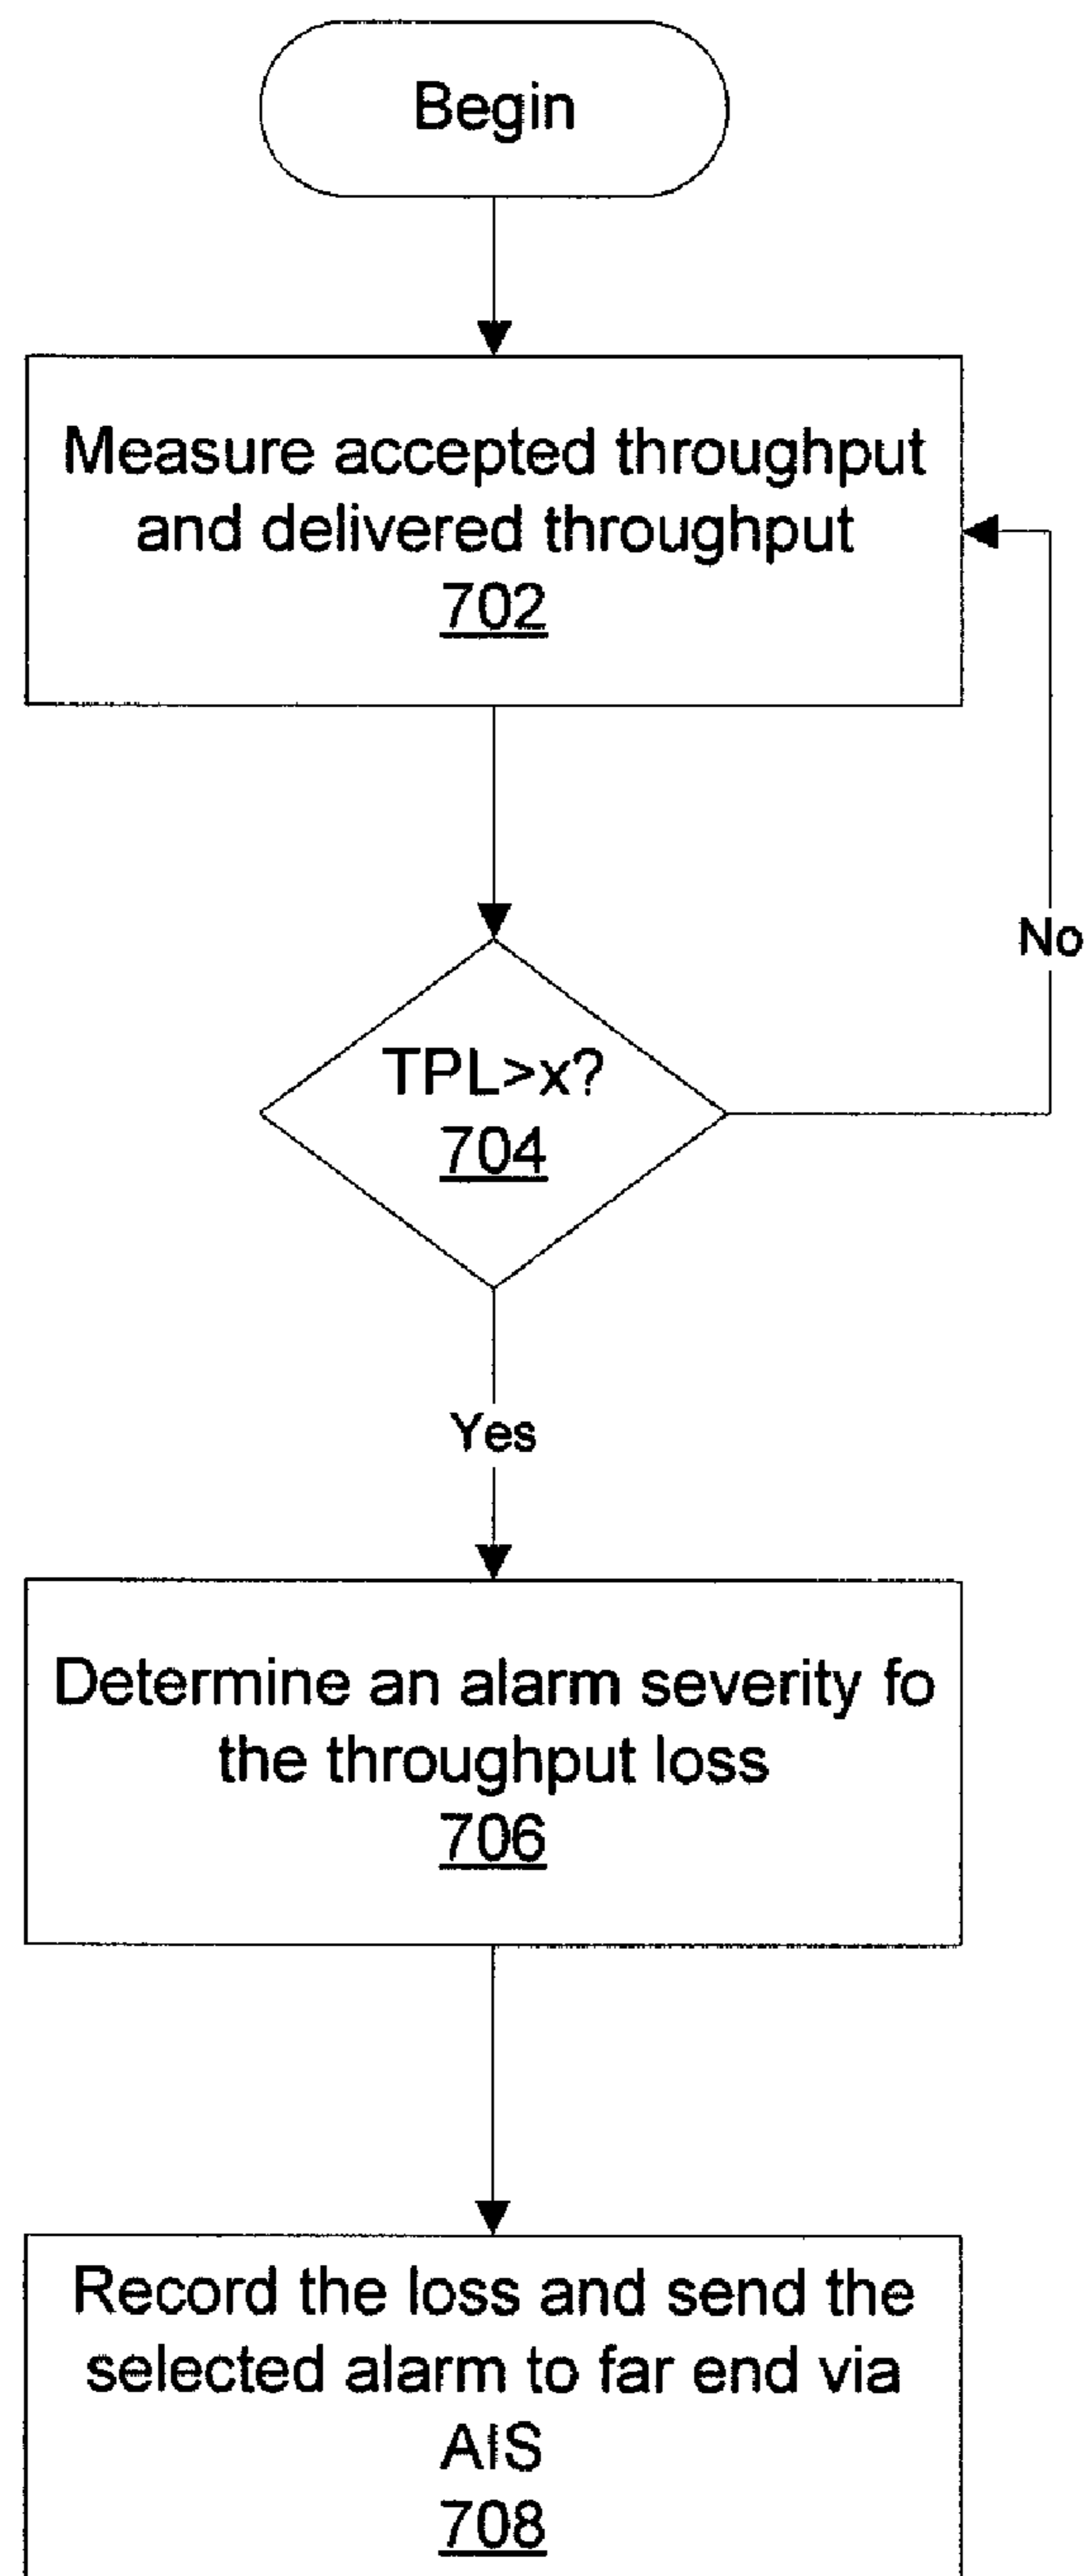 Begin
Measure accepted throughput
and delivered throughput
702
No
TPL>x?
704
Yes
Determine an alarm severity fo
the throughput loss
706
Record the loss and send the
selected alarm to far end via
AIS
708